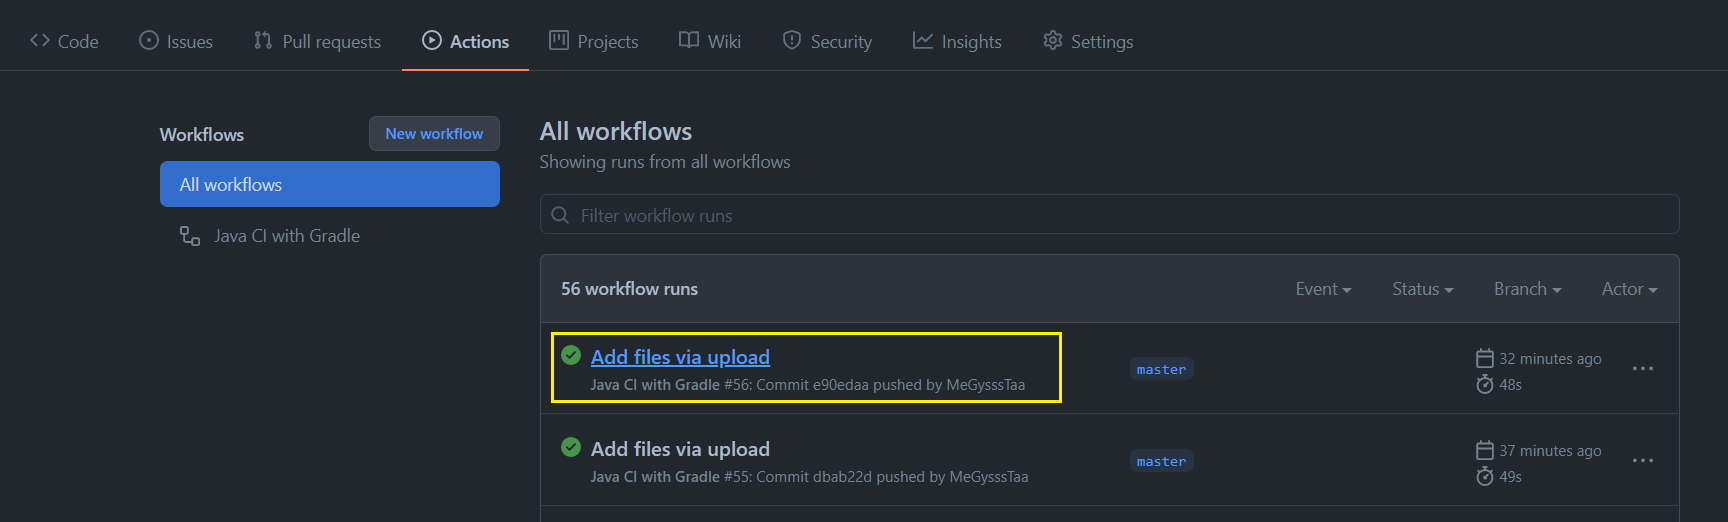 Code Issues Pull requests Actions Projects Wiki Security Insights Settings
Workflows
New workflow
All workflows
Java CI with Gradle
All workflows
Showing runs from all workflows
Filter workflow runs
56 workflow runs
Event Status Branch Actor
Add files via upload
Java CI with Gradle #56: Commit e90edaa pushed by MeGysssTaa
master
32 minutes ago
48s
Add files via upload
Java CI with Gradle #55: Commit dbab22d pushed by MeGysssTaa
master
37 minutes ago
49s